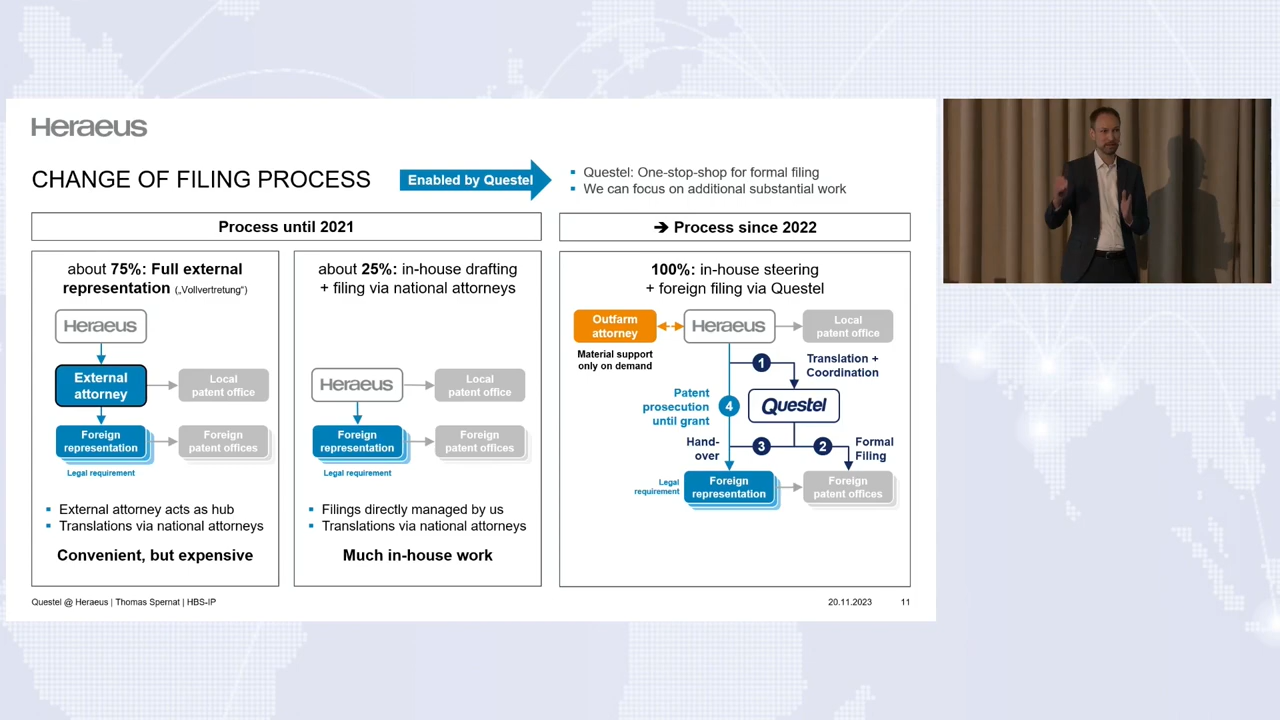 Heraeus
CHANGE OF FILING PROCESS
Enabled by Questel
▪ Questel: One-stop-shop for formal filing
▪ We can focus on additional substantial work
Process until 2021
about 75%: Full external
representation („Vollvertretung“)
Heraeus
External
attorney
Local
patent office
Foreign
representation
Foreign
patent offices
Legal requirement
▪ External attorney acts as hub
▪ Translations via national attorneys
Convenient, but expensive
about 25%: in-house drafting
+ filing via national attorneys
Heraeus
Local
patent office
Foreign
representation
Foreign
patent offices
Legal requirement
▪ Filings directly managed by us
▪ Translations via national attorneys
Much in-house work
➔ Process since 2022
100%: in-house steering
+ foreign filing via Questel
Outfarm
attorney
Heraeus
Local
patent office
Material support
only on demand
1
Translation +
Coordination
Patent
prosecution
until grant
4
Questel
Hand-
over
3
2
Formal
Filing
Legal
requirement
Foreign
representation
Foreign
patent offices
Questel @ Heraeus | Thomas Spernat | HBS-IP
20.11.2023
11